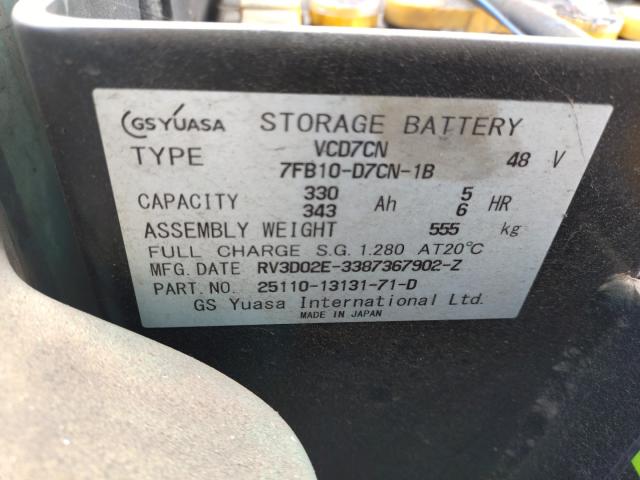 GS YUASA STORAGE BATTERY
TYPE VCD7CN 48 V
7FB10-D7CN-1B
CAPACITY 330 Ah 5 HR
343 6
ASSEMBLY WEIGHT 555 kg
FULL CHARGE S.G. 1.280 AT20°C
MFG. DATE RV3D02E-3387367902-Z
PART. NO. 25110-13131-71-D
GS Yuasa International Ltd.
MADE IN JAPAN